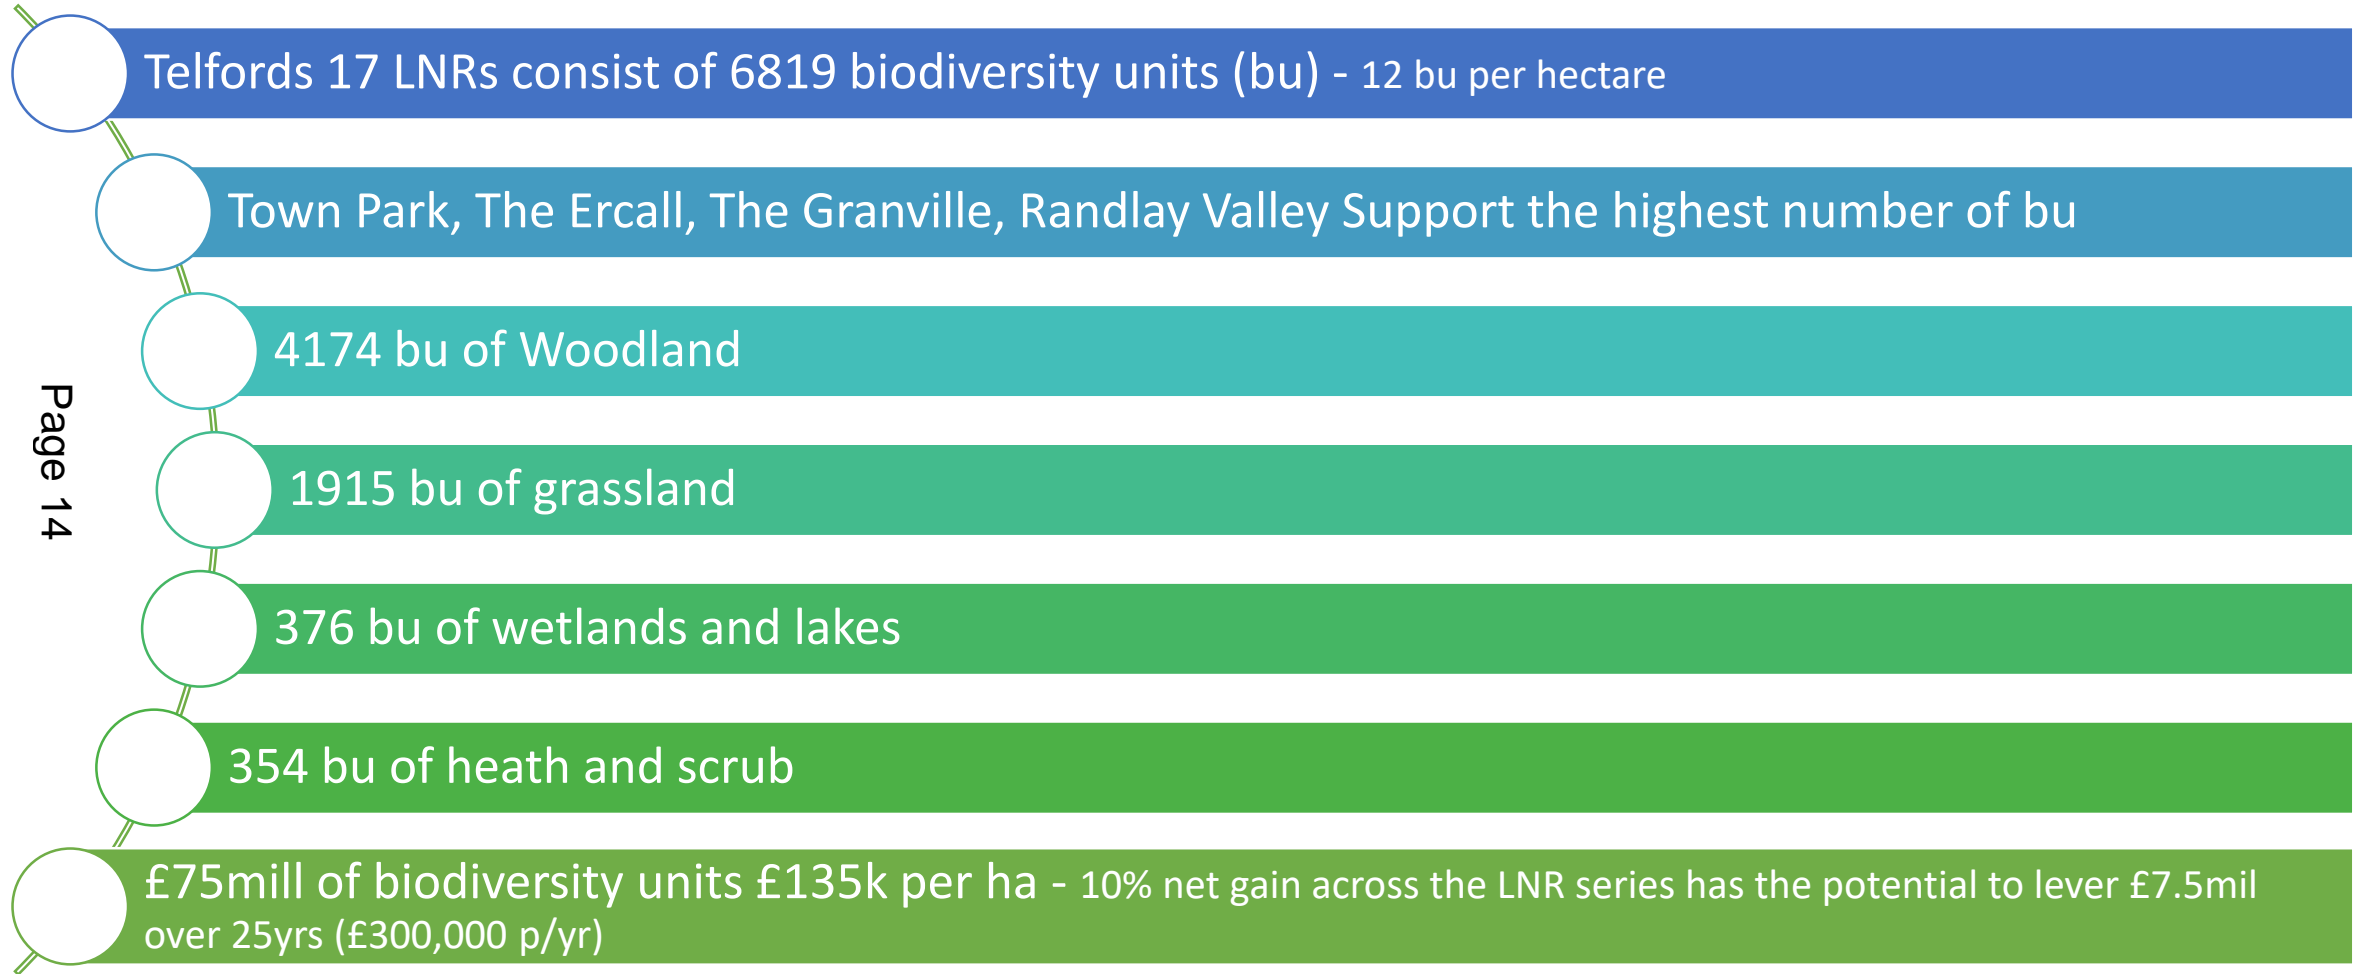 Telfords 17 LNRs consist of 6819 biodiversity units (bu) - 12 bu per hectare
Town Park, The Ercall, The Granville, Randlay Valley Support the highest number of bu
4174 bu of Woodland
1915 bu of grassland
376 bu of wetlands and lakes
354 bu of heath and scrub
£75mill of biodiversity units £135k per ha - 10% net gain across the LNR series has the potential to lever £7.5mil
over 25yrs (£300,000 p/yr)
Page 14